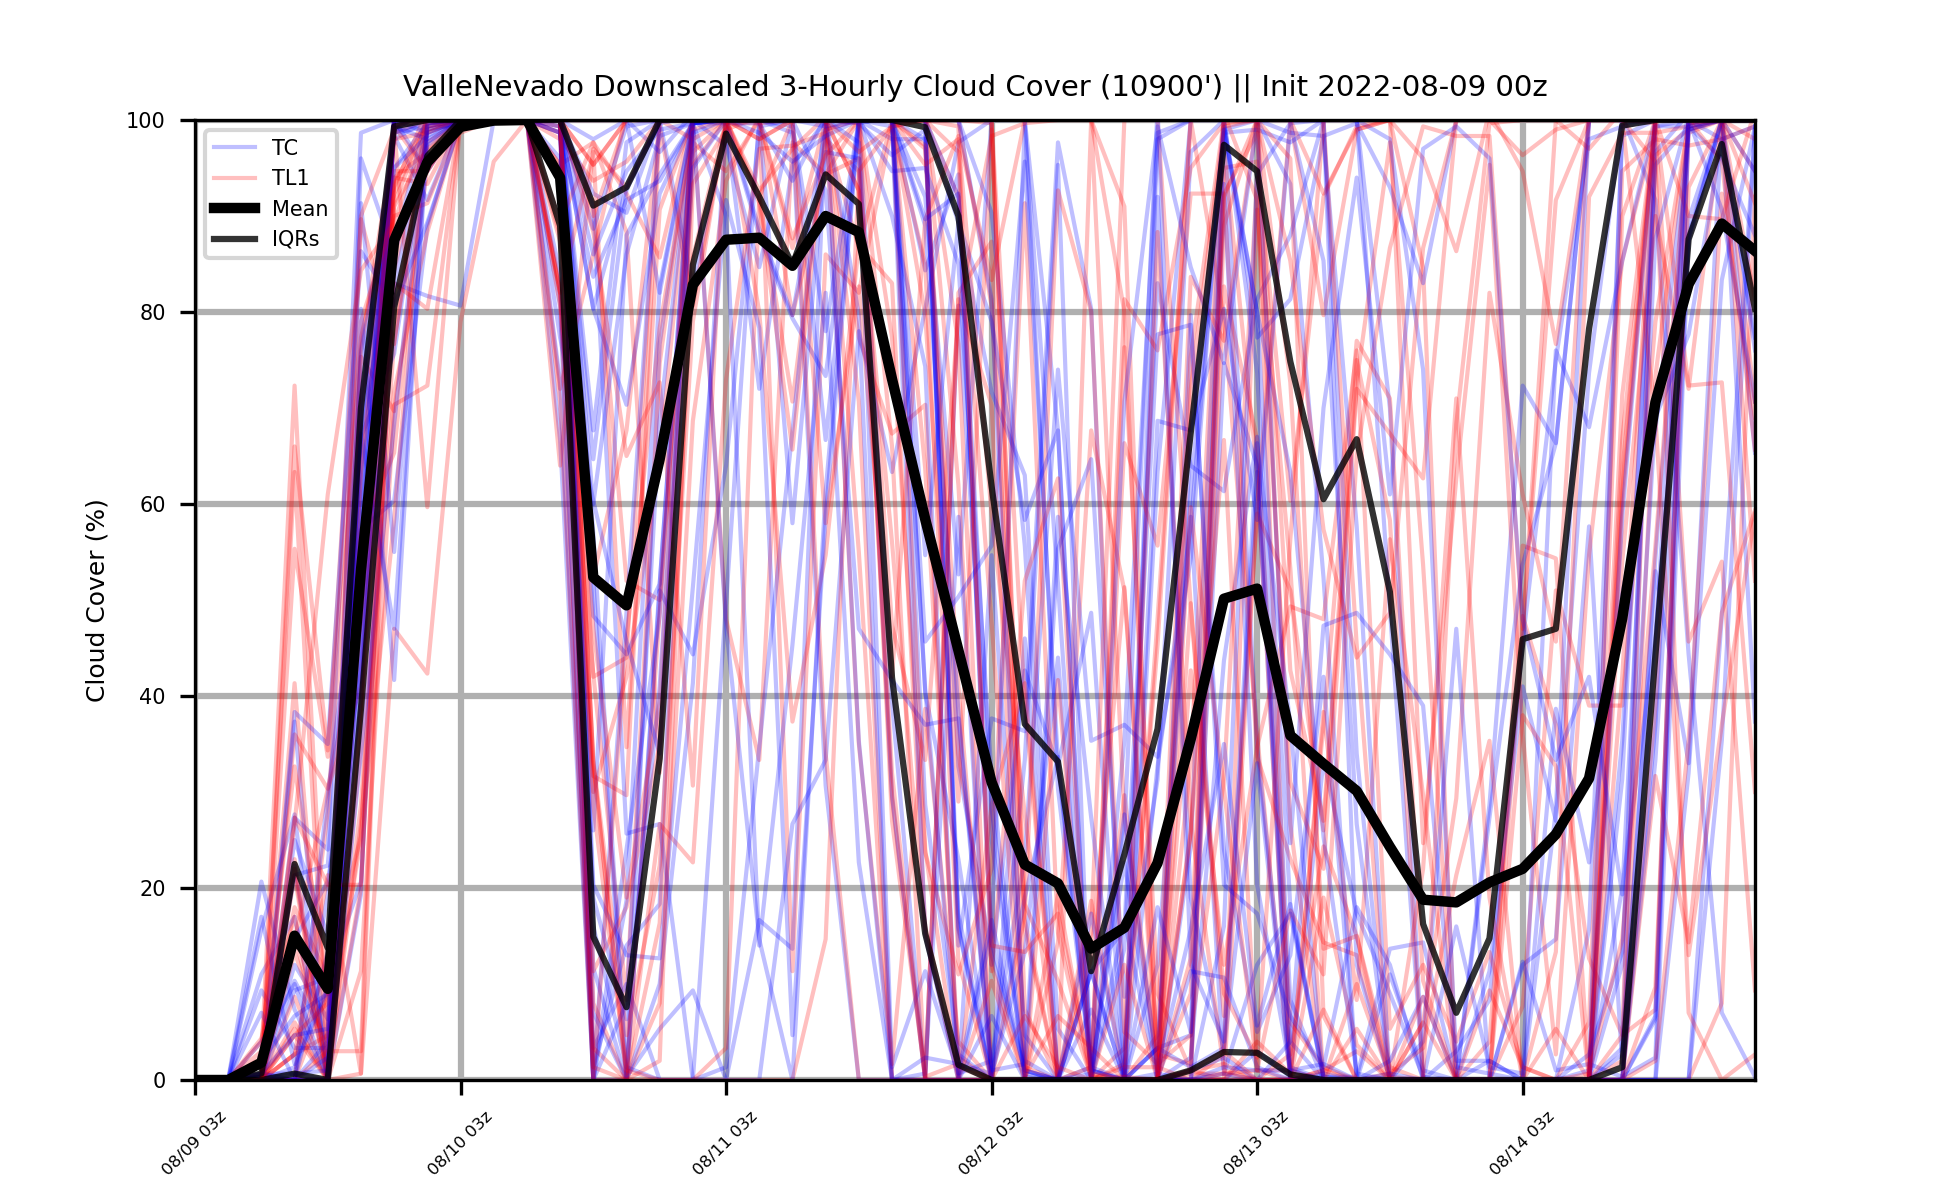 ValleNevado Downscaled 3-Hourly Cloud Cover (10900') || Init 2022-08-09 00z
100
80
60
40
20
0
Cloud Cover (%)
TC
TL1
Mean
IQRs
08/09 03z
08/10 03z
08/11 03z
08/12 03z
08/13 03z
08/14 03z